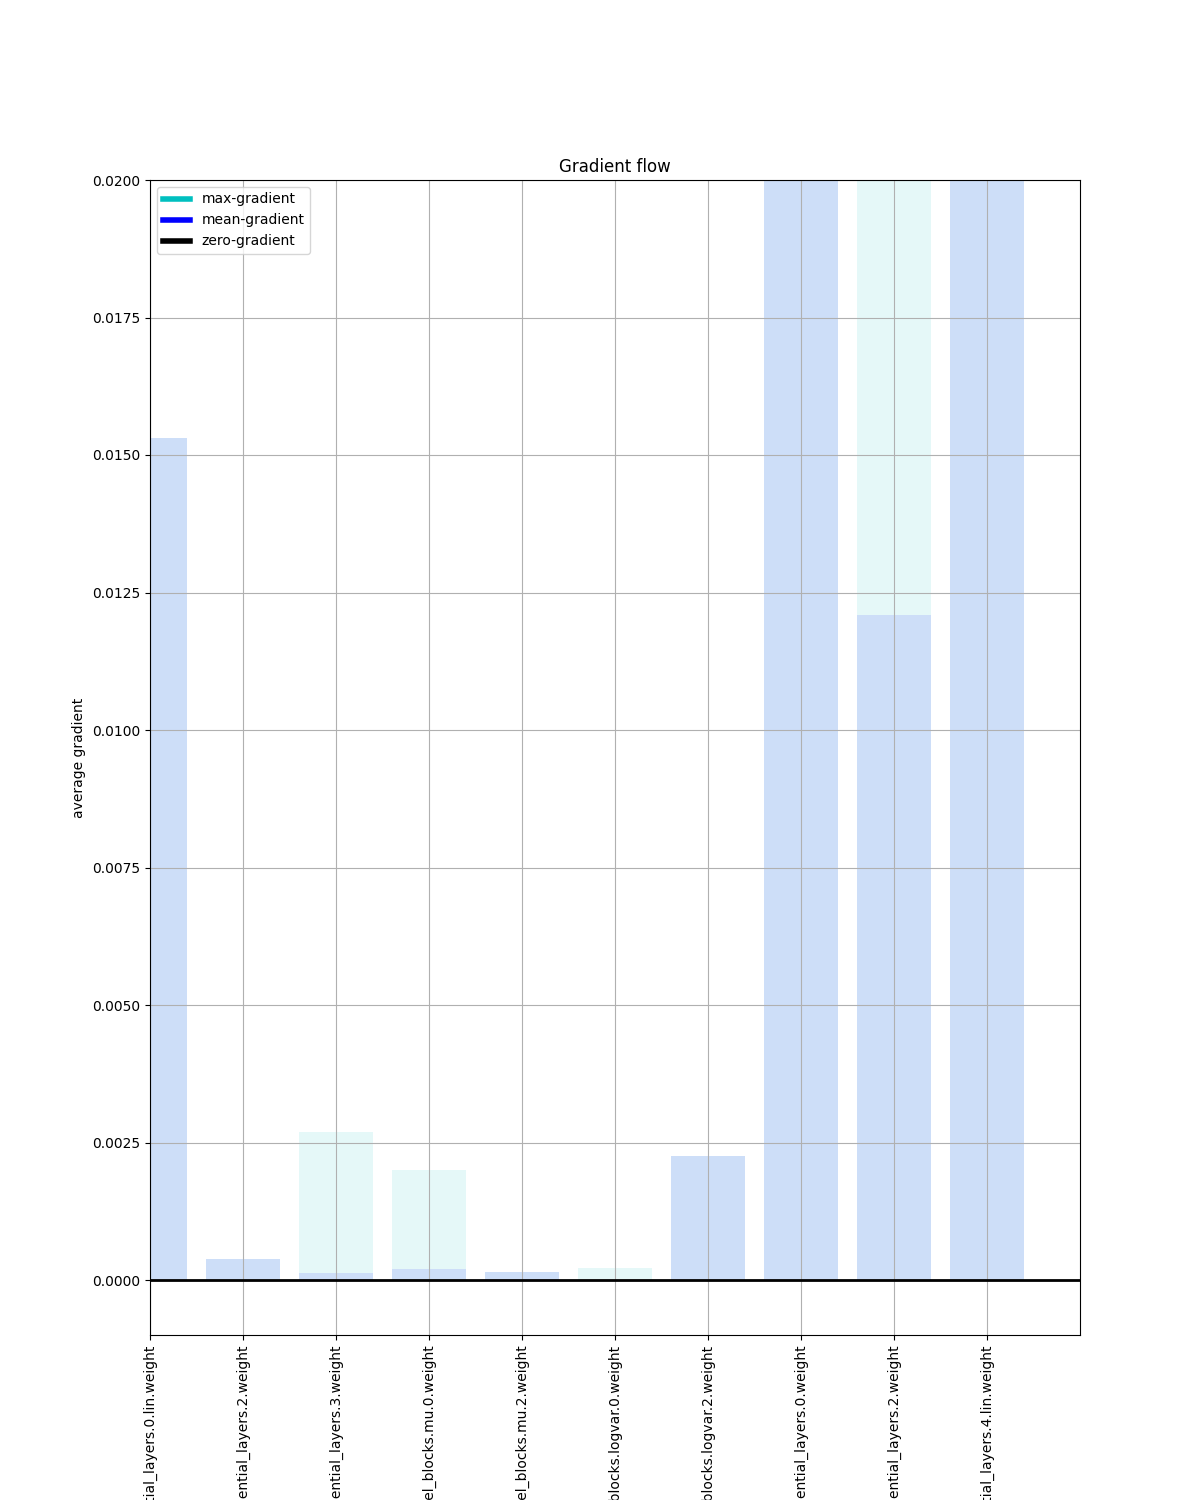 Gradient flow
max-gradient
mean-gradient
zero-gradient
0.0200
0.0175
0.0150
0.0125
0.0100
0.0075
0.0050
0.0025
0.0000
average gradient
tial_layers.0.lin.weight
ential_layers.2.weight
ential_layers.3.weight
el_blocks.mu.0.weight
el_blocks.mu.2.weight
blocks.logvar.0.weight
blocks.logvar.2.weight
ential_layers.0.weight
ential_layers.2.weight
tial_layers.4.lin.weight